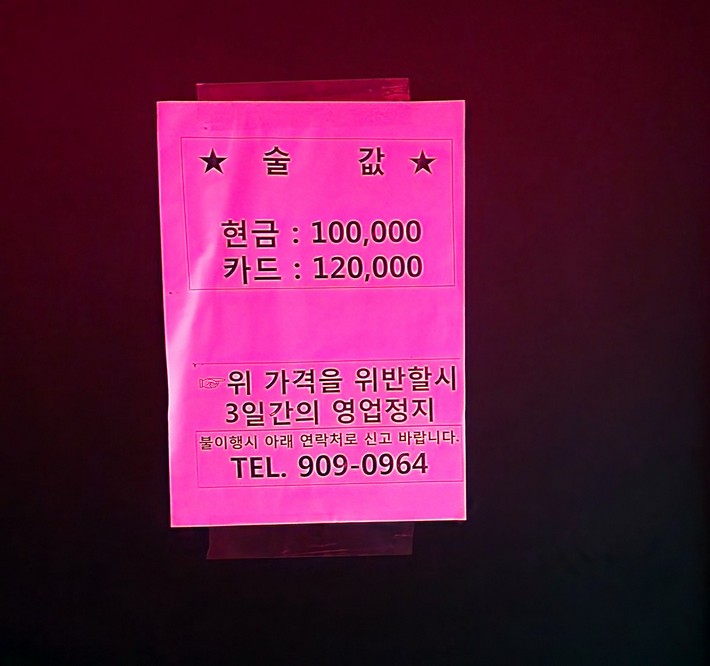 ★ 술 값 ★
현금 : 100,000
카드 : 120,000
☞위 가격을 위반할시
3일간의 영업정지
불이행시 아래 연락처로 신고 바랍니다.
TEL. 909-0964